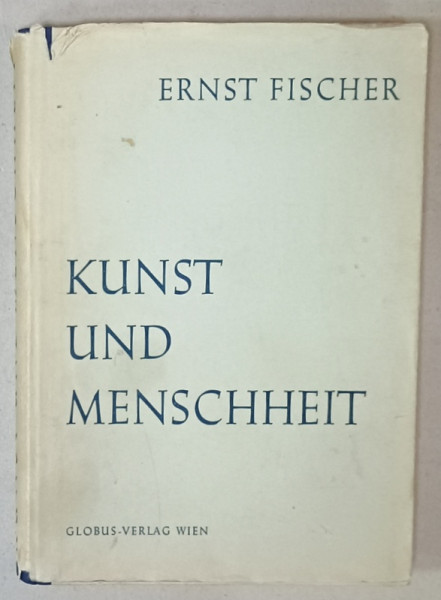 ERNST FISCHER
KUNST
UND
MENSCHHEIT
GLOBUS-VERLAG WIEN